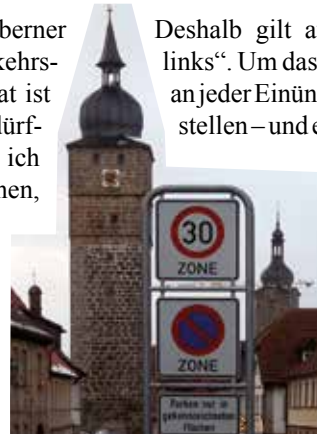 berner
kehrs-
at ist
dürf-
ich
nen,
Deshalb gilt a
links“. Um das
an jeder Einün
stellen – und e
30
ZONE
ZONE
Parken nur in
gekennzeichneten
Flächen